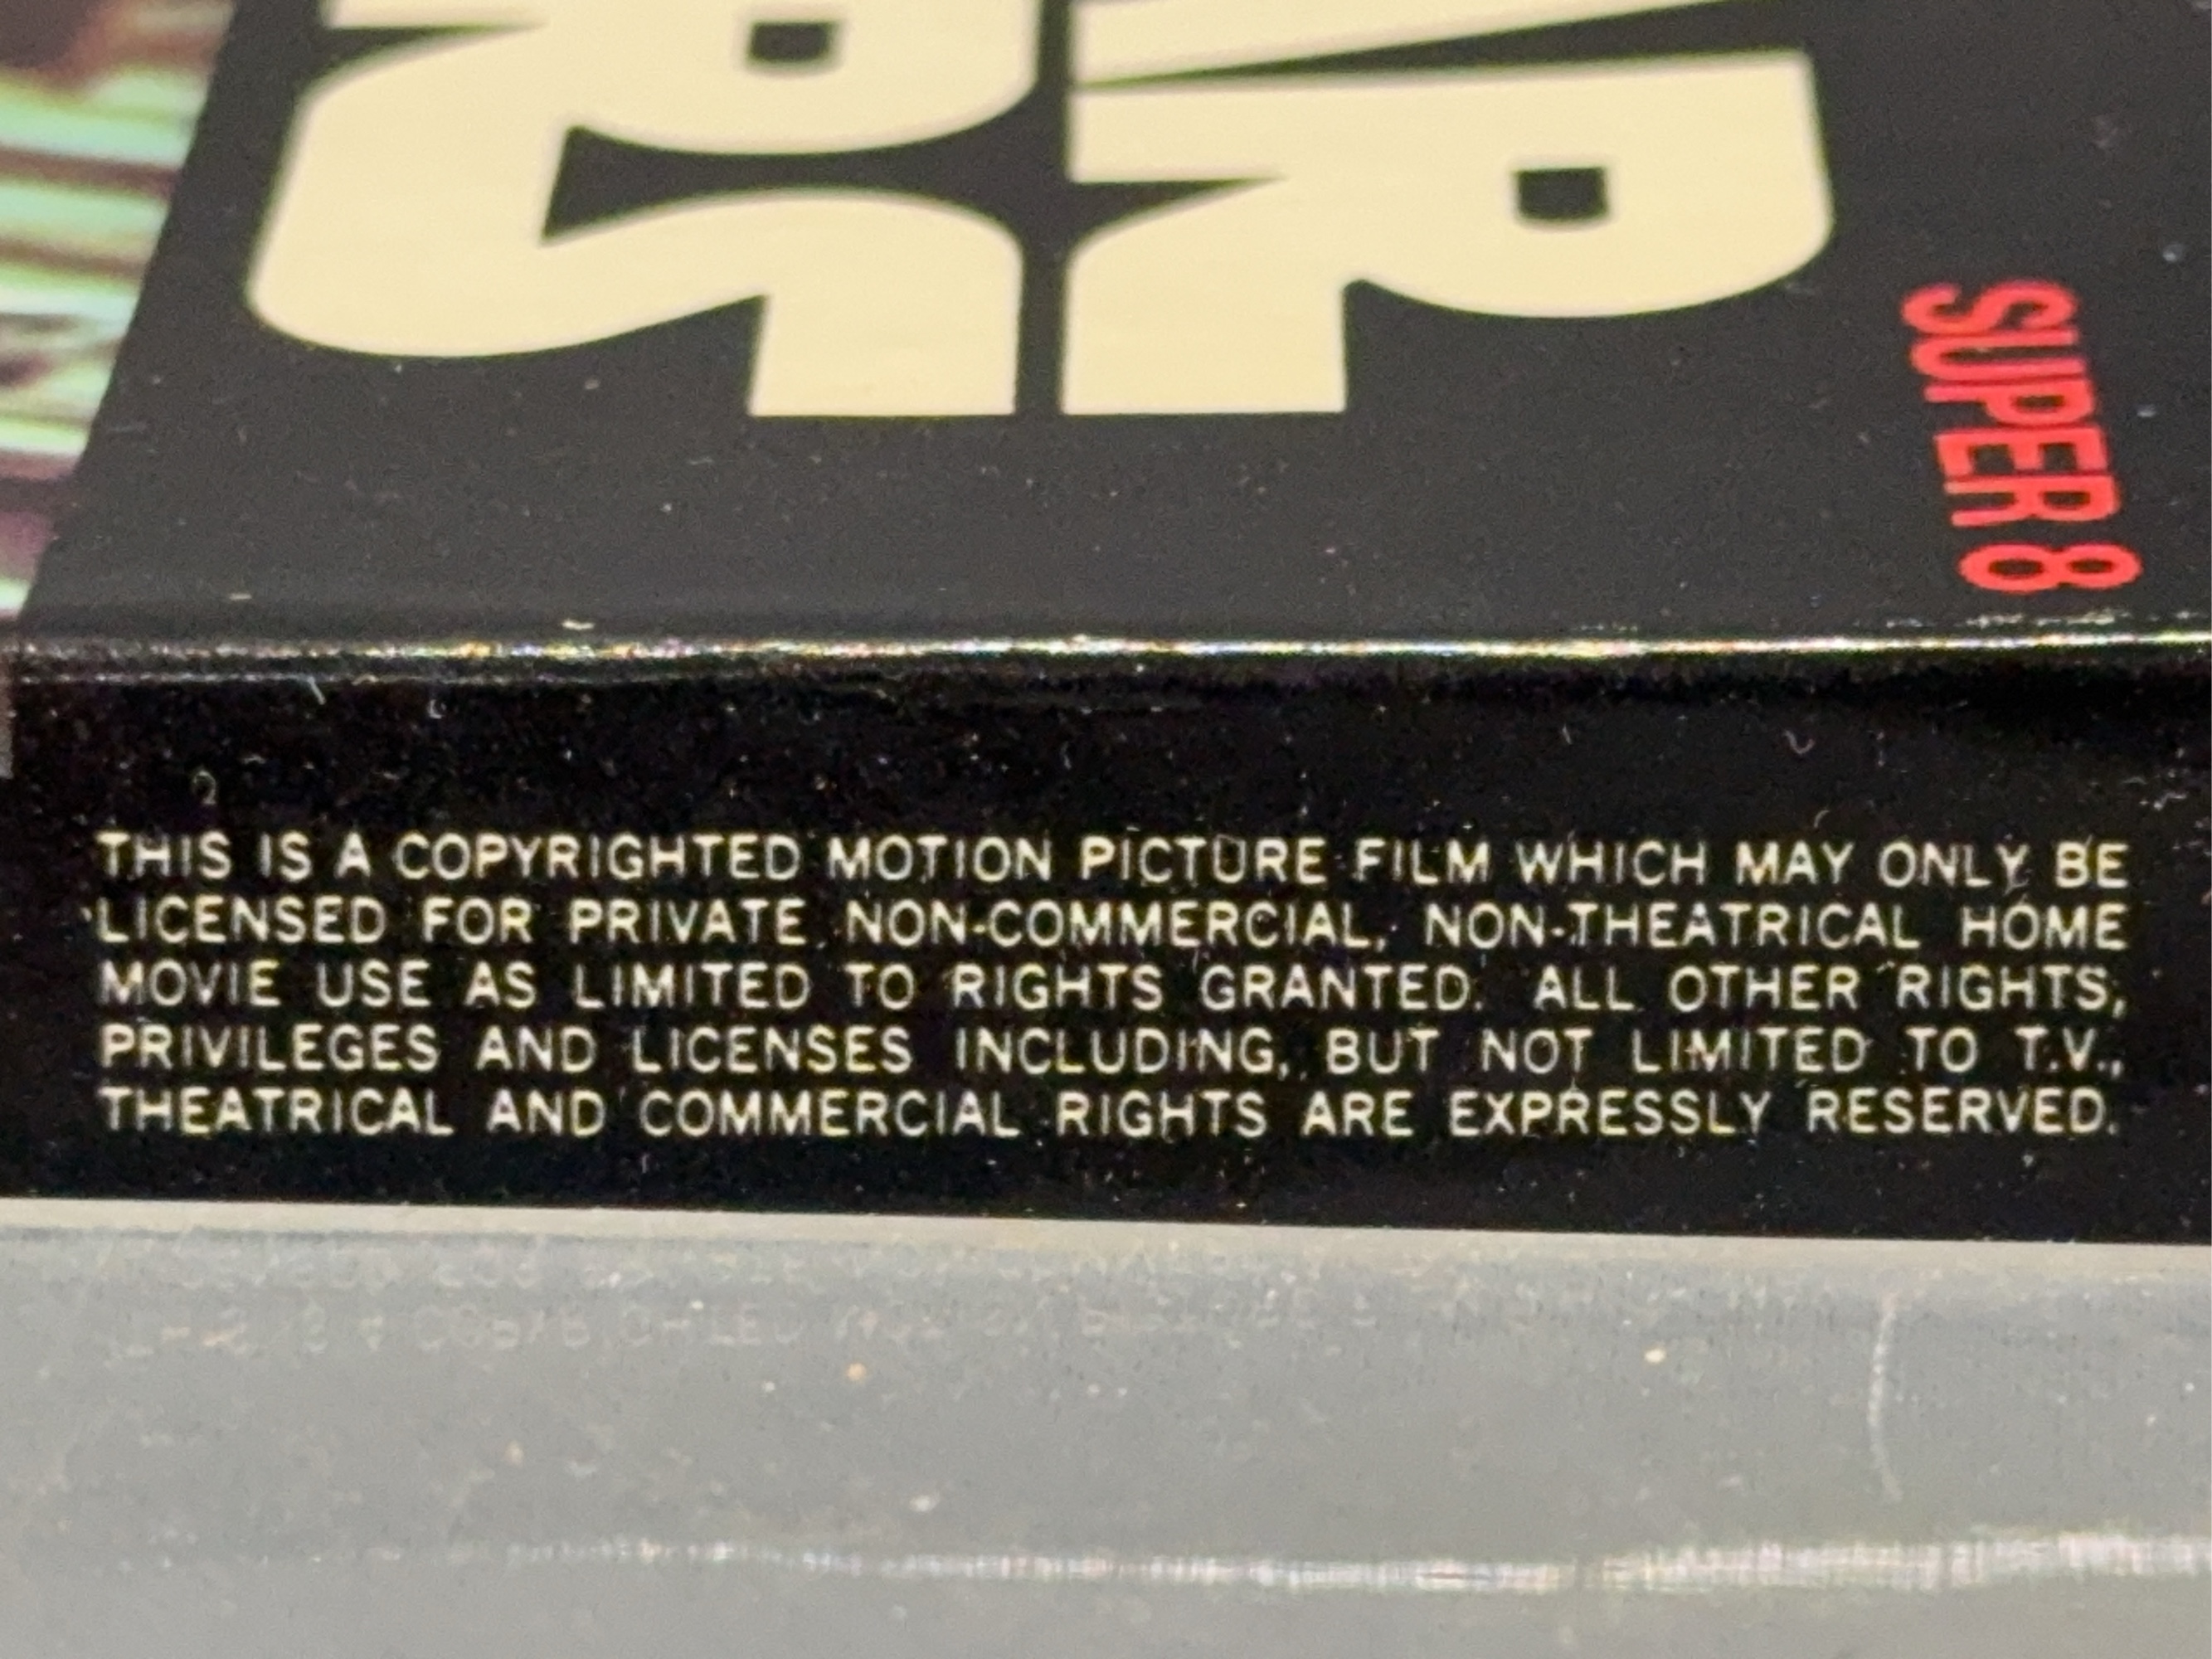 SUPER 8
THIS IS A COPYRIGHTED MOTION PICTURE FILM WHICH MAY ONLY BE
LICENSED FOR PRIVATE, NON-COMMERCIAL, NON-THEATRICAL HOME
MOVIE USE AS LIMITED TO RIGHTS GRANTED. ALL OTHER RIGHTS,
PRIVILEGES AND LICENSES INCLUDING, BUT NOT LIMITED TO T.V.,
THEATRICAL AND COMMERCIAL RIGHTS ARE EXPRESSLY RESERVED.